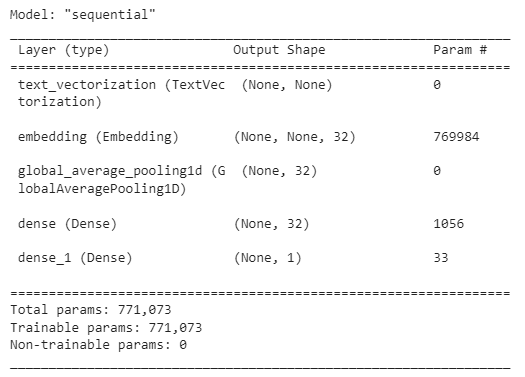 Model: "sequential"
_________________________________________________________________
Layer (type) Output Shape Param #
=================================================================
text_vectorization (TextVec (None, None) 0
torization)
embedding (Embedding) (None, None, 32) 769984
global_average_pooling1d (G (None, 32) 0
lobalAveragePooling1D)
dense (Dense) (None, 32) 1056
dense_1 (Dense) (None, 1) 33
=================================================================
Total params: 771,073
Trainable params: 771,073
Non-trainable params: 0
_________________________________________________________________